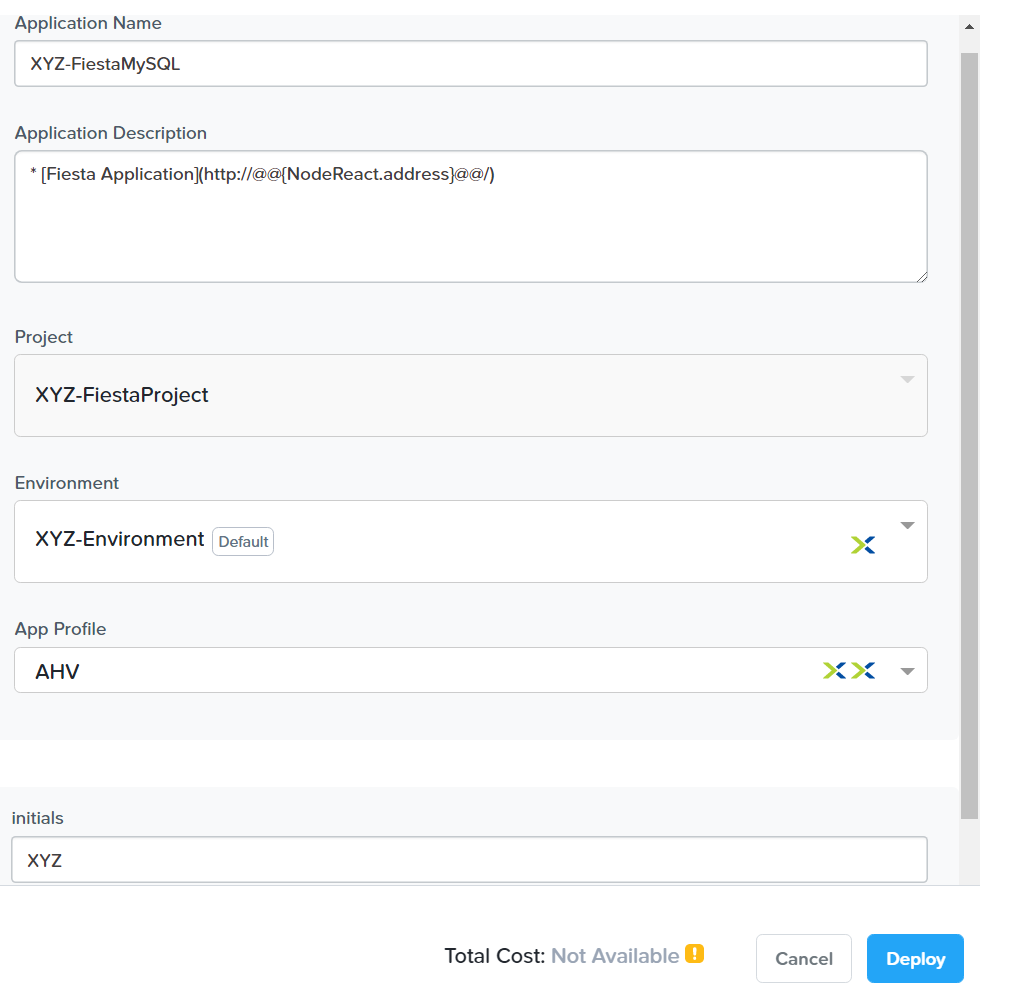 Application Name
XYZ-FiestaMySQL
Application Description
* [Fiesta Application](http://@@{NodeReact.address}@@/)
Project
XYZ-FiestaProject
Environment
XYZ-Environment Default
App Profile
AHV
initials
XYZ
Total Cost: Not Available ! Cancel Deploy